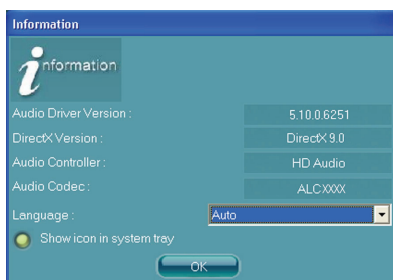 Information
information
Audio Driver Version : 5.10.0.6251
DirectX Version : DirectX 9.0
Audio Controller : HD Audio
Audio Codec : ALCXXXX
Language : Auto
Show icon in system tray
OK